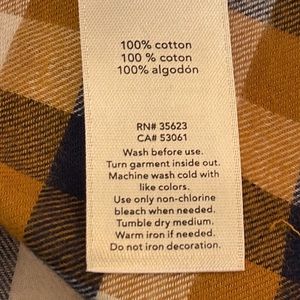 100% cotton
100 % coton
100% algodón
RN# 35623
CA# 53061
Wash before use.
Turn garment inside out.
Machine wash cold with
like colors.
Use only non-chlorine
bleach when needed.
Tumble dry medium.
Warm iron if needed.
Do not iron decoration.